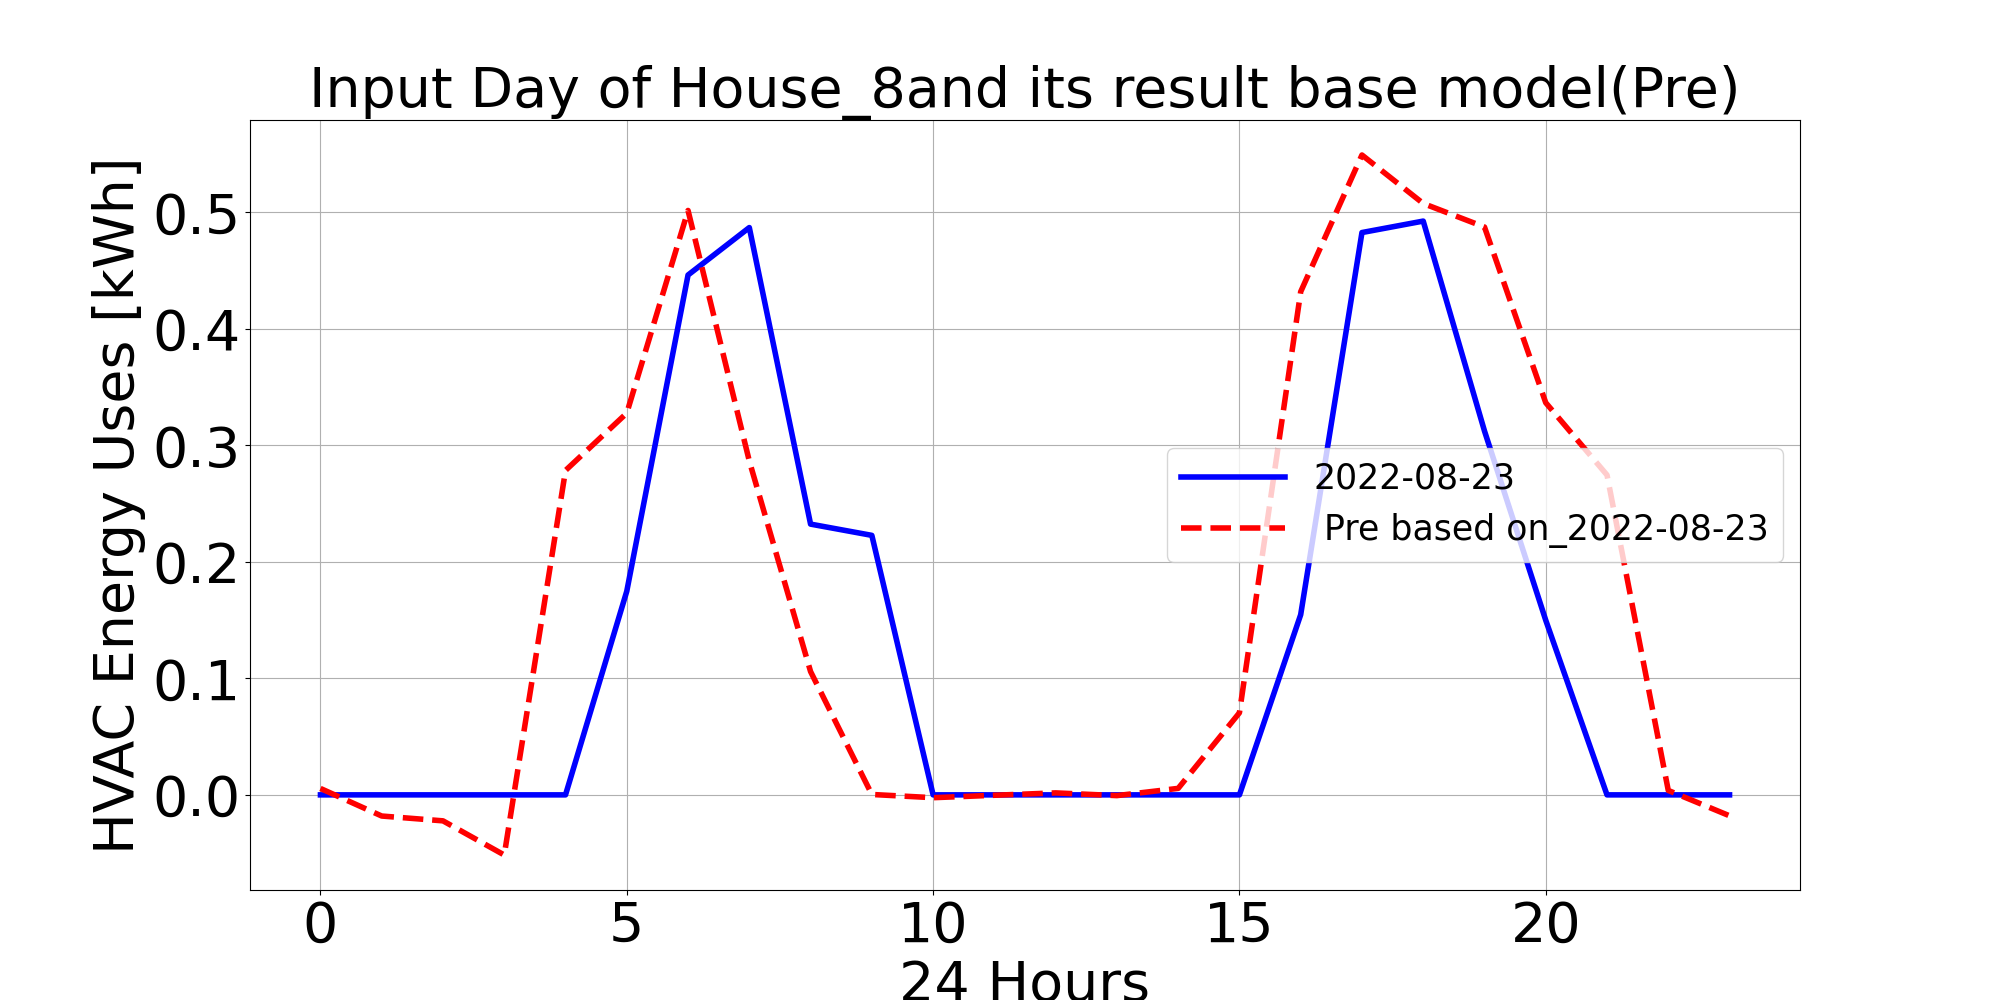 Input Day of House_8and its result base model(Pre)
HVAC Energy Uses [kWh]
0.5
0.4
0.3
0.2
0.1
0.0
2022-08-23
Pre based on_2022-08-23
0 5 10 15 20
24 Hours